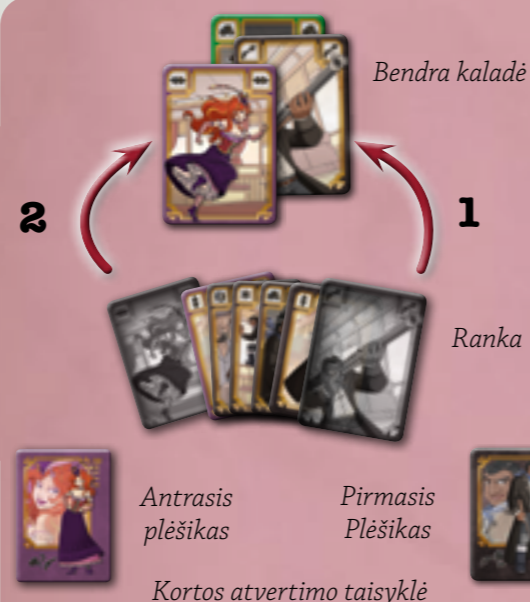 Bendra kaladė
2
1
Ranka
Antrasis
plėšikas
Pirmasis
Plėšikas
Kortos atvertimo taisyklė